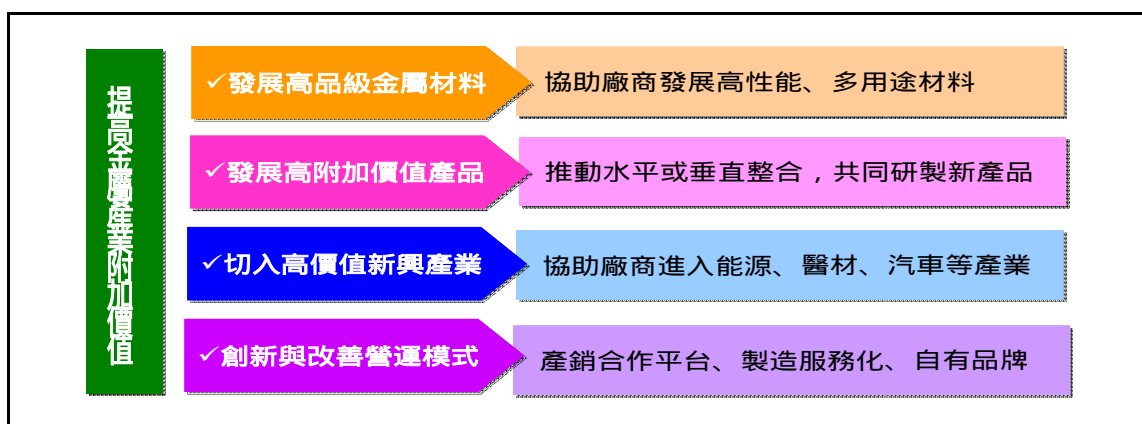 提高金屬產業附加價值
✓發展高品級金屬材料
協助廠商發展高性能、多用途材料
✓發展高附加價值產品
推動水平或垂直整合，共同研製新產品
✓切入高價值新興產業
協助廠商進入能源、醫材、汽車等產業
✓創新與改善營運模式
產銷合作平台、製造服務化、自有品牌